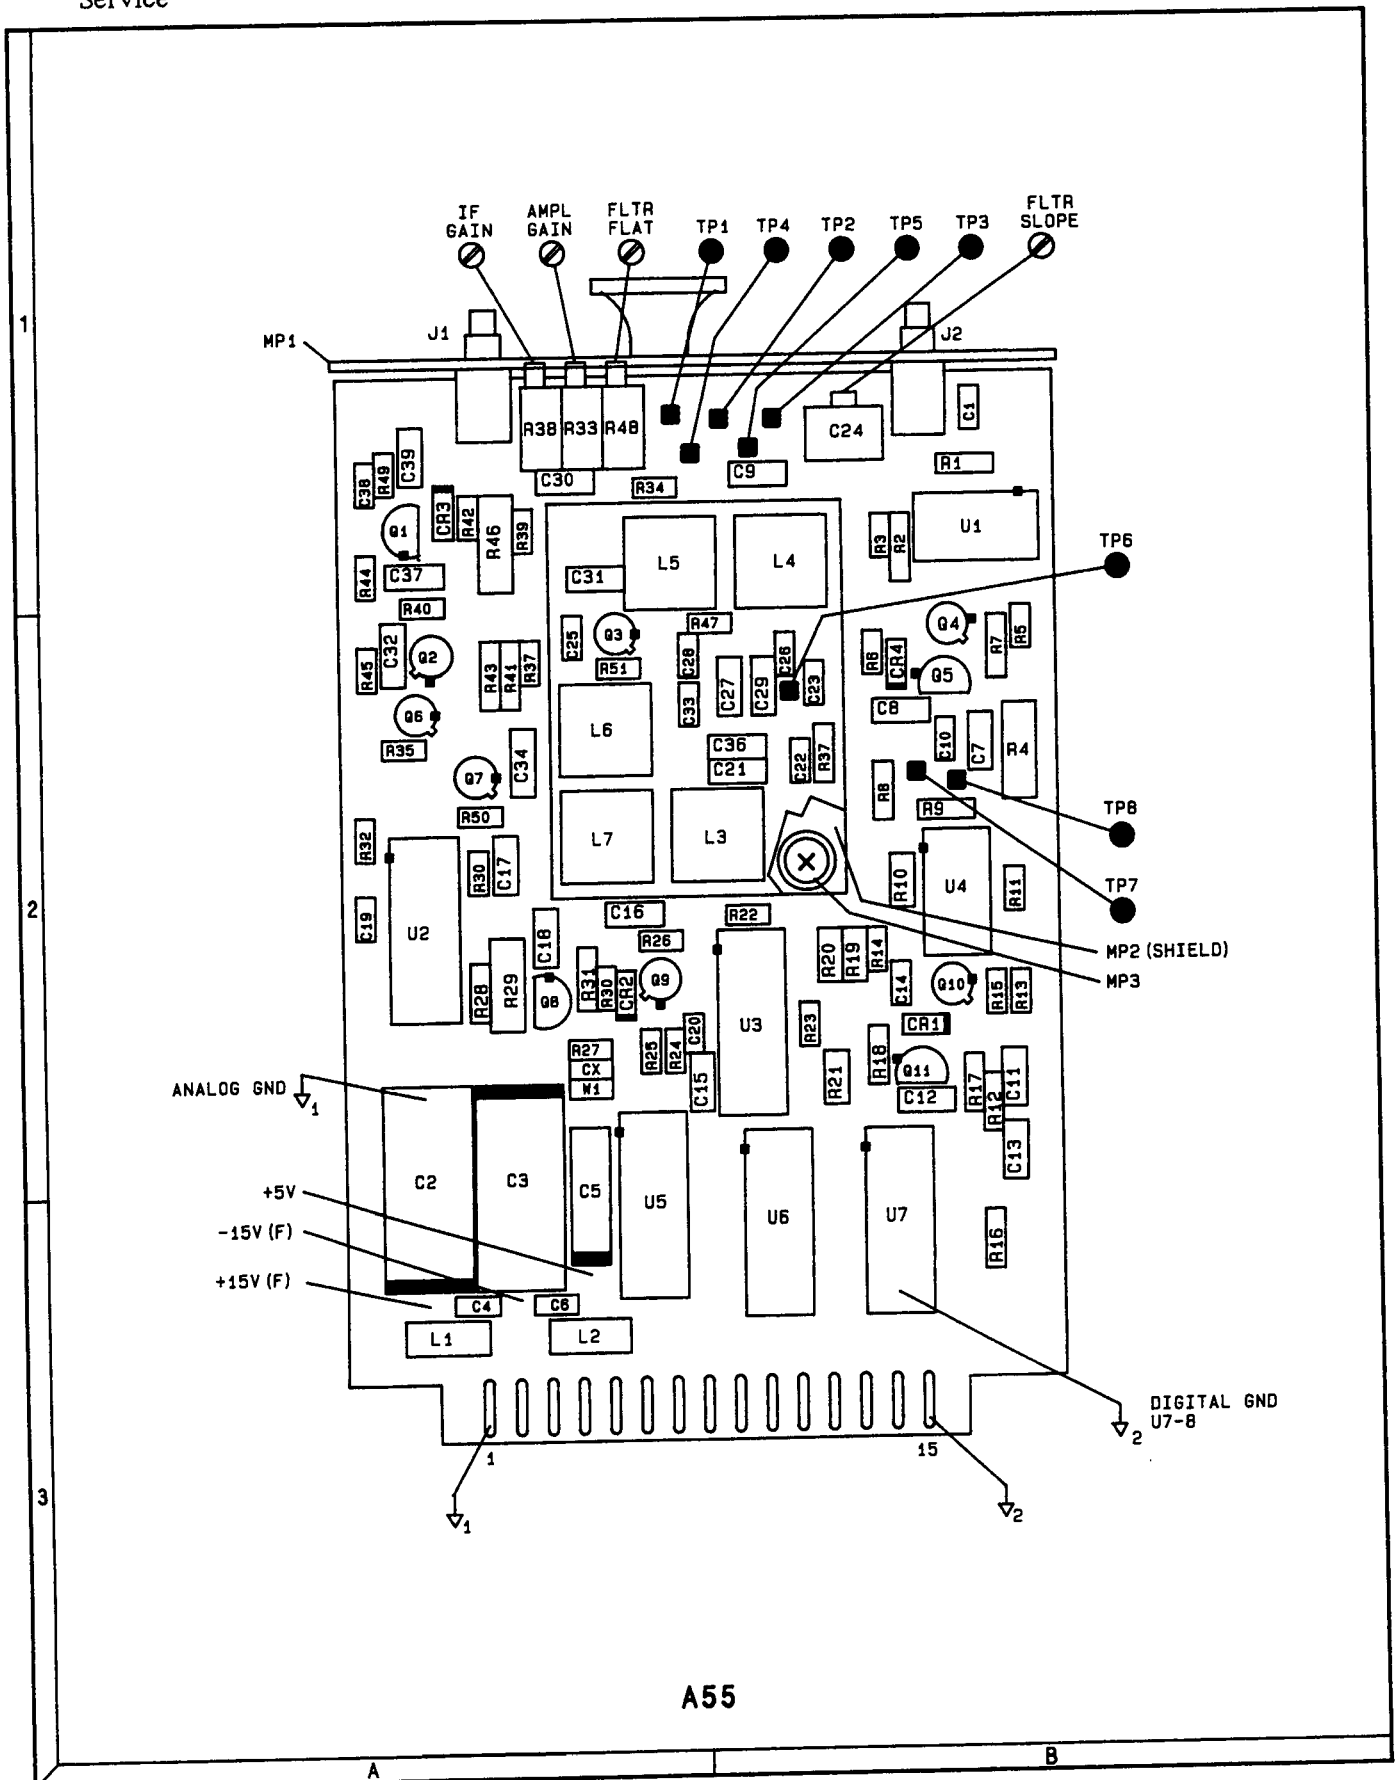 Service
IF GAIN
AMPL GAIN
FLTR FLAT
TP1
TP4
TP2
TP5
TP3
FLTR SLOPE
1
MP1
J1
J2
R38
R33
R48
C24
C1
C38
R49
C39
C30
R34
C9
R1
CR3
R42
R46
R39
Q1
L5
L4
R3
R2
U1
TP6
R44
C37
C31
R40
R47
Q4
R7
R5
R45
C32
Q2
R43
R41
R37
C25
Q3
R51
C28
C26
C23
R6
CR4
Q5
C27
C29
C33
C8
Q6
R35
L6
C36
C21
C22
R37
C10
C7
R4
Q7
C34
R8
R9
TP8
R50
R32
L7
L3
R30
C17
R10
U4
R11
TP7
2
C19
U2
C18
C16
R22
R26
R20
R19
R14
MP2 (SHIELD)
MP3
R28
R29
Q8
R31
R30
CR2
Q9
C14
Q10
R15
R13
U3
R23
CR1
C20
R27
CX
W1
R25
R24
C15
R21
R18
Q11
C12
R17
R12
C11
C13
ANALOG GND
1
C2
C3
C5
U5
U6
U7
R16
+5V
-15V (F)
+15V (F)
C4
C6
L1
L2
DIGITAL GND
U7-8
2
1
15
3
1
2
A55
A
B